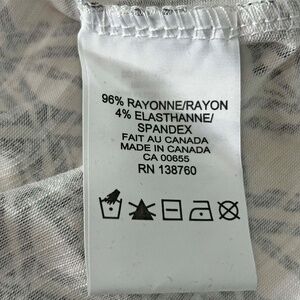 96% RAYONNE/RAYON
4% ELASTHANNE/
SPANDEX
FAIT AU CANADA
MADE IN CANADA
CA 00655
RN 138760